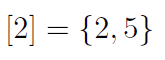 [2] = {2, 5}